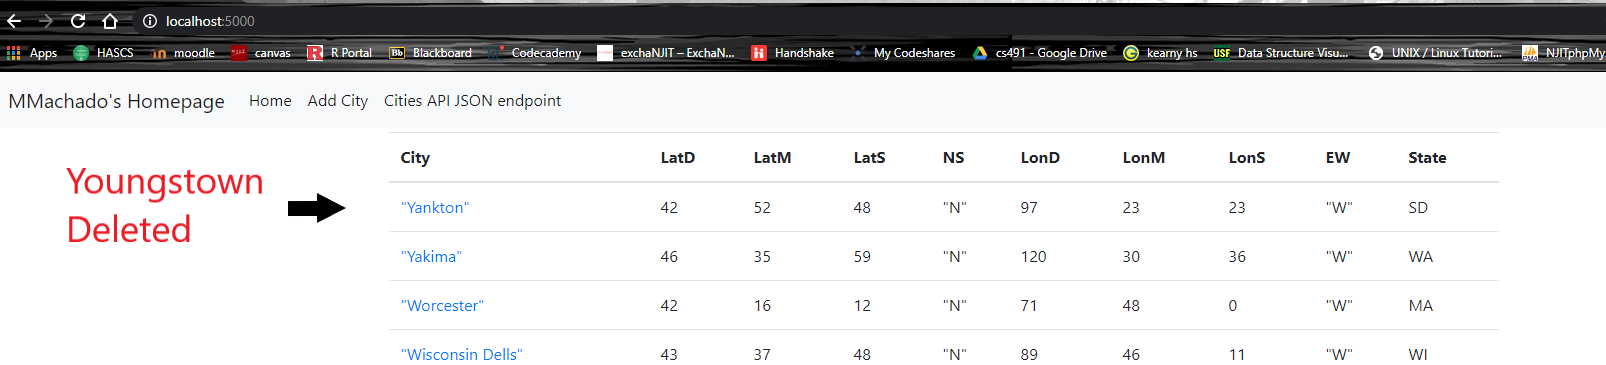 localhost:5000
Apps HASCS moodle canvas R Portal Blackboard Codecademy exchaNJIT – ExchaN... Handshake My Codeshares cs491 - Google Drive kearny hs USF Data Structure Visu... UNIX / Linux Tutori... NJITphpMy
MMachado's Homepage Home Add City Cities API JSON endpoint
Youngstown
Deleted
City LatD LatM LatS NS LonD LonM LonS EW State
"Yankton" 42 52 48 "N" 97 23 23 "W" SD
"Yakima" 46 35 59 "N" 120 30 36 "W" WA
"Worcester" 42 16 12 "N" 71 48 0 "W" MA
"Wisconsin Dells" 43 37 48 "N" 89 46 11 "W" WI